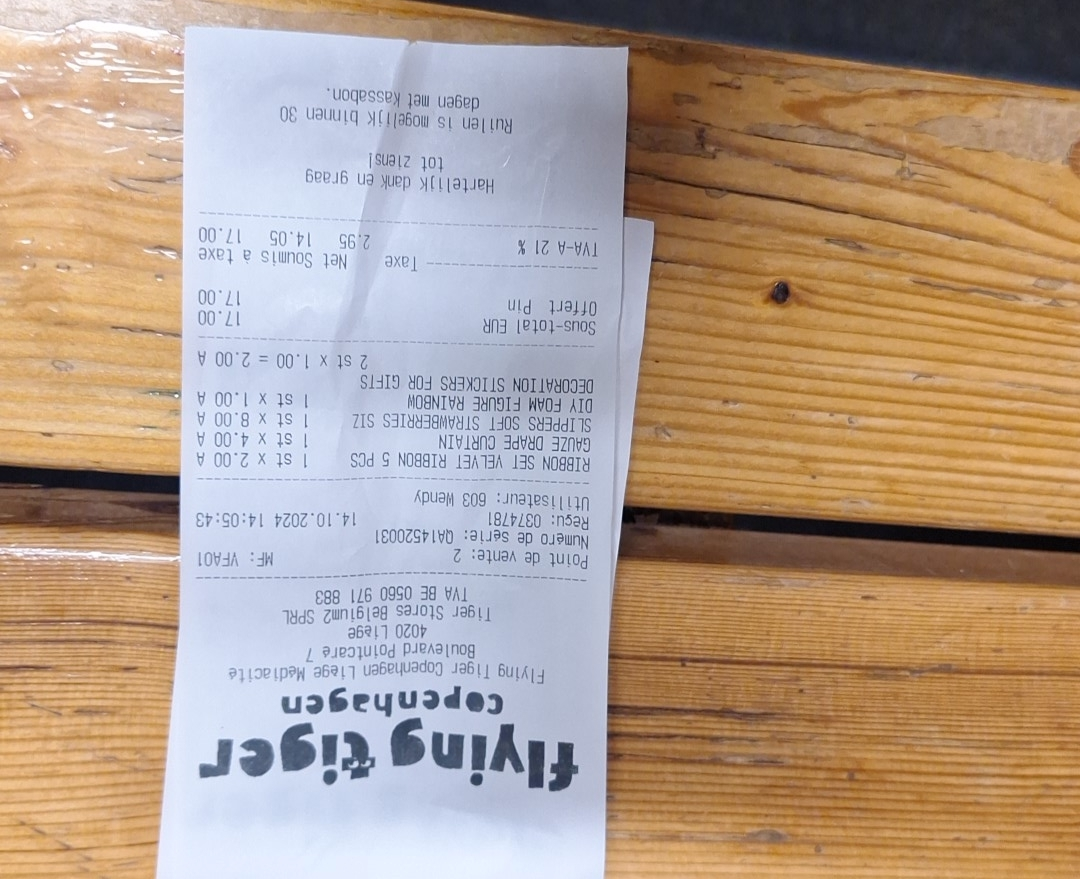 flying tiger
copenhagen
Flying Tiger Copenhagen Liege Mediacite
Boulevard Pointcare 7
4020 Liege
Tiger Stores Belgium2 SPRL
TVA BE 0560 971 883
Point de vente: 2 MF: VFA01
Numero de serie: QA14520031
Reçu: 0374781 14.10.2024 14:05:43
Utilisateur: 603 Wendy
RIBBON SET VELVET RIBBON 5 PCS 1 st x 2.00 A
GAUZE DRAPE CURTAIN 1 st x 4.00 A
SLIPPERS SOFT STRAWBERRIES SIZ 1 st x 8.00 A
DIY FOAM FIGURE RAINBOW 1 st x 1.00 A
DECORATION STICKERS FOR GIFTS
2 st x 1.00 = 2.00 A
Sous-total EUR 17.00
Offert Pin 17.00
Taxe Net Soumis à taxe
TVA-A 21 % 2.95 14.05 17.00
Hartelijk dank en graag
tot ziens!
Ruilen is mogelijk binnen 30
dagen met kassabon.